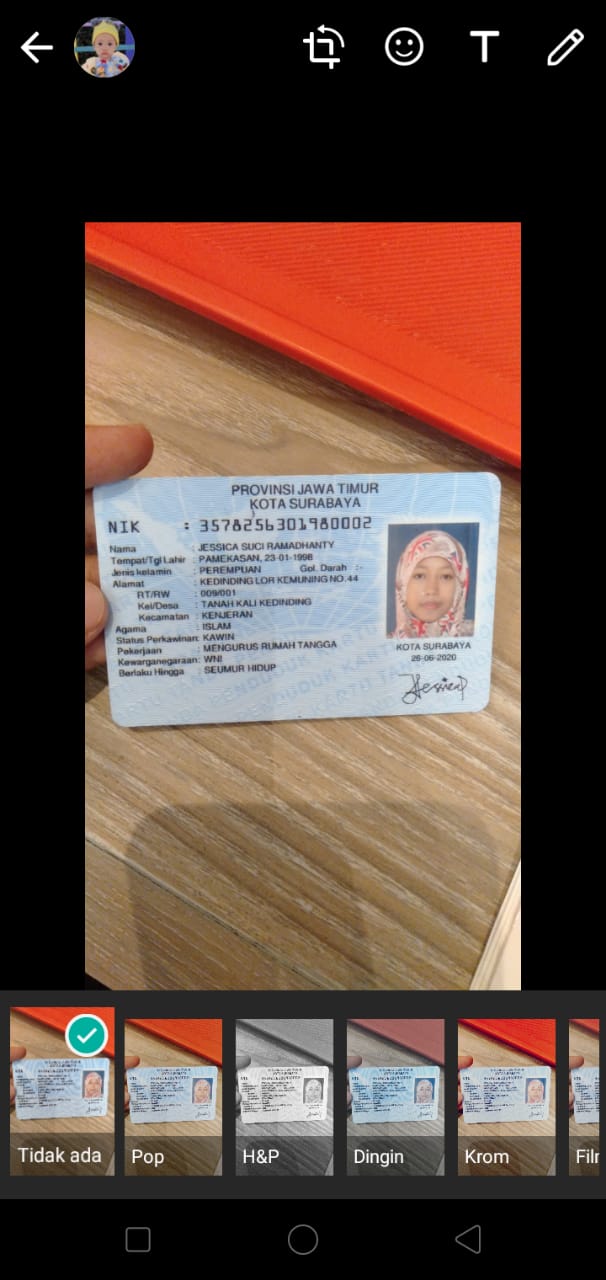 T
PROVINSI JAWA TIMUR
KOTA SURABAYA
NIK : 3578256301980002
Nama : JESSICA SUCI RAMADHANTY
Tempat/Tgl Lahir : PAMEKASAN, 23-01-1998
Jenis kelamin : PEREMPUAN Gol. Darah : -
Alamat : KEDINDING LOR KEMUNING NO.44
RT/RW : 009/001
Kel/Desa : TANAH KALI KEDINDING
Kecamatan : KENJERAN
Agama : ISLAM
Status Perkawinan: KAWIN
Pekerjaan : MENGURUS RUMAH TANGGA
Kewarganegaraan: WNI
Berlaku Hingga : SEUMUR HIDUP
KOTA SURABAYA
26-06-2020
Tidak ada
Pop
H&P
Dingin
Krom